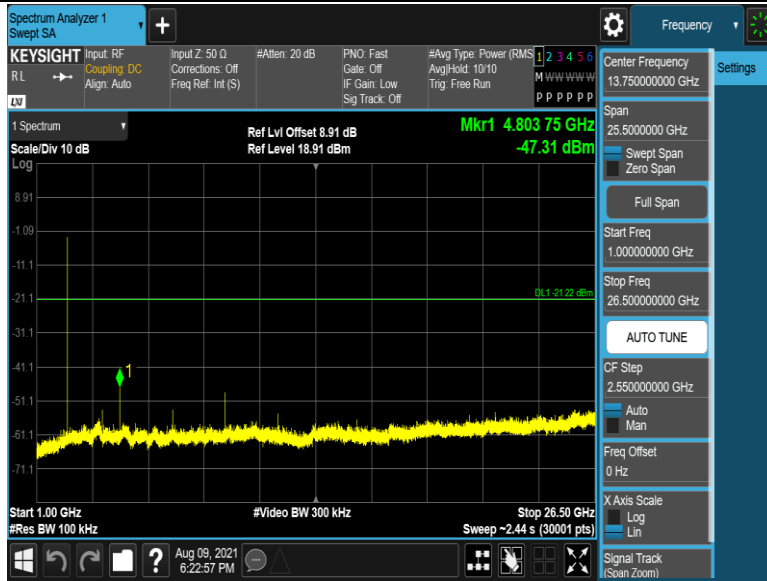 Spectrum Analyzer 1
Swept SA
+
Frequency
KEYSIGHT
RL
LXI
Input: RF
Coupling: DC
Align: Auto
Input Z: 50 Ω
Corrections: Off
Freq Ref: Int (S)
#Atten: 20 dB
PNO: Fast
Gate: Off
IF Gain: Low
Sig Track: Off
#Avg Type: Power (RMS
Avg|Hold: 10/10
Trig: Free Run
1 2 3 4 5 6
M W W W W W
P P P P P P
1 Spectrum
Scale/Div 10 dB
Ref Lvl Offset 8.91 dB
Ref Level 18.91 dBm
Mkr1 4.803 75 GHz
-47.31 dBm
Log
8.91
-1.09
-11.1
-21.1
-31.1
-41.1
-51.1
-61.1
-71.1
DL1 -21.22 dBm
1
Start 1.00 GHz
#Res BW 100 kHz
#Video BW 300 kHz
Stop 26.50 GHz
Sweep ~2.44 s (30001 pts)
Center Frequency
13.750000000 GHz
Settings
Span
25.5000000 GHz
Swept Span
Zero Span
Full Span
Start Freq
1.000000000 GHz
Stop Freq
26.500000000 GHz
AUTO TUNE
CF Step
2.550000000 GHz
Auto
Man
Freq Offset
0 Hz
X Axis Scale
Log
Lin
Signal Track
(Span Zoom)
?
Aug 09, 2021
6:22:57 PM